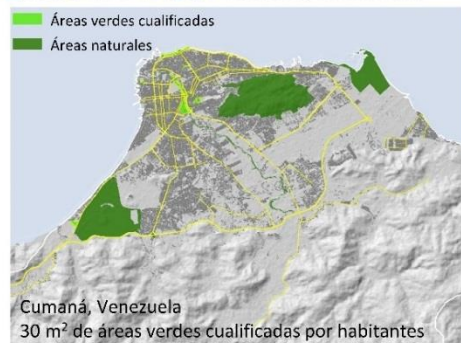 Áreas verdes cualificadas
Áreas naturales
Cumaná, Venezuela
30 m² de áreas verdes cualificadas por habitantes